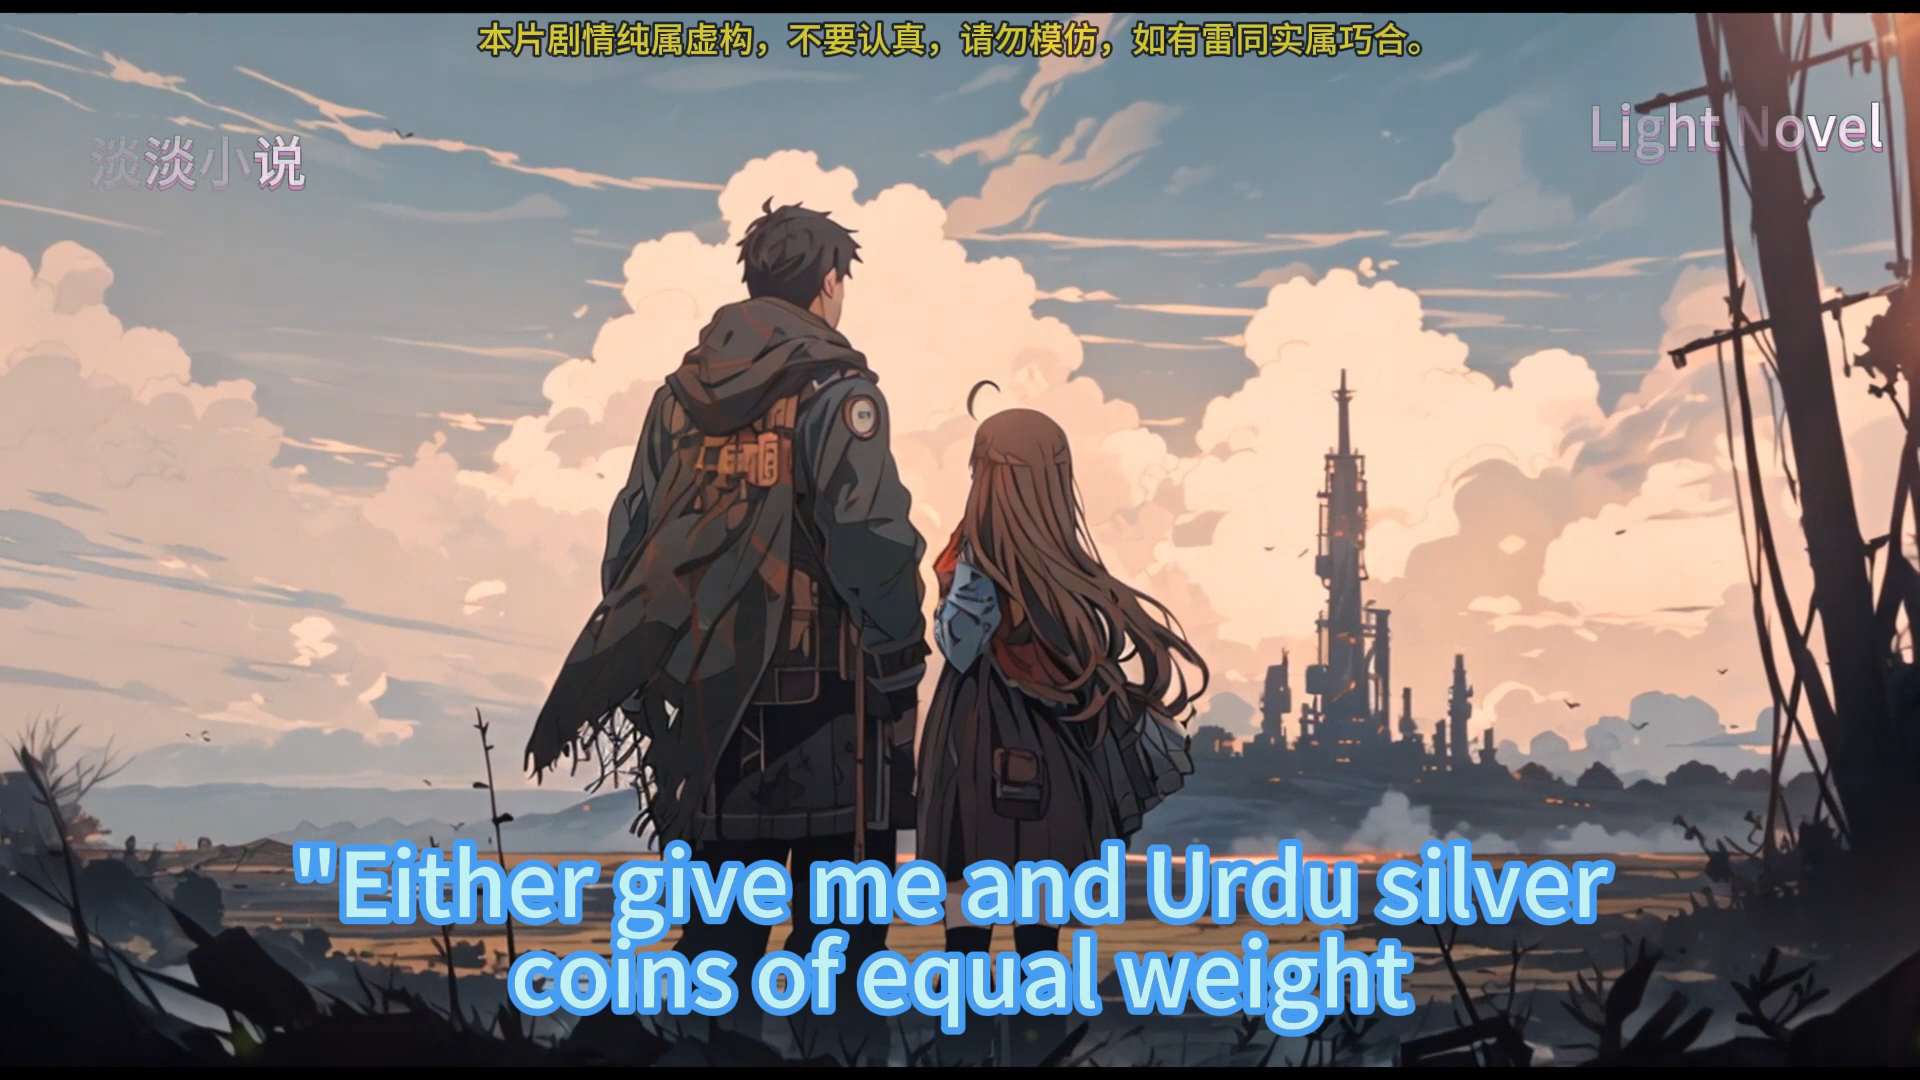 本片剧情纯属虚构，不要认真，请勿模仿，如有雷同实属巧合。
淡淡小说
Light Novel
"Either give me and Urdu silver
coins of equal weight